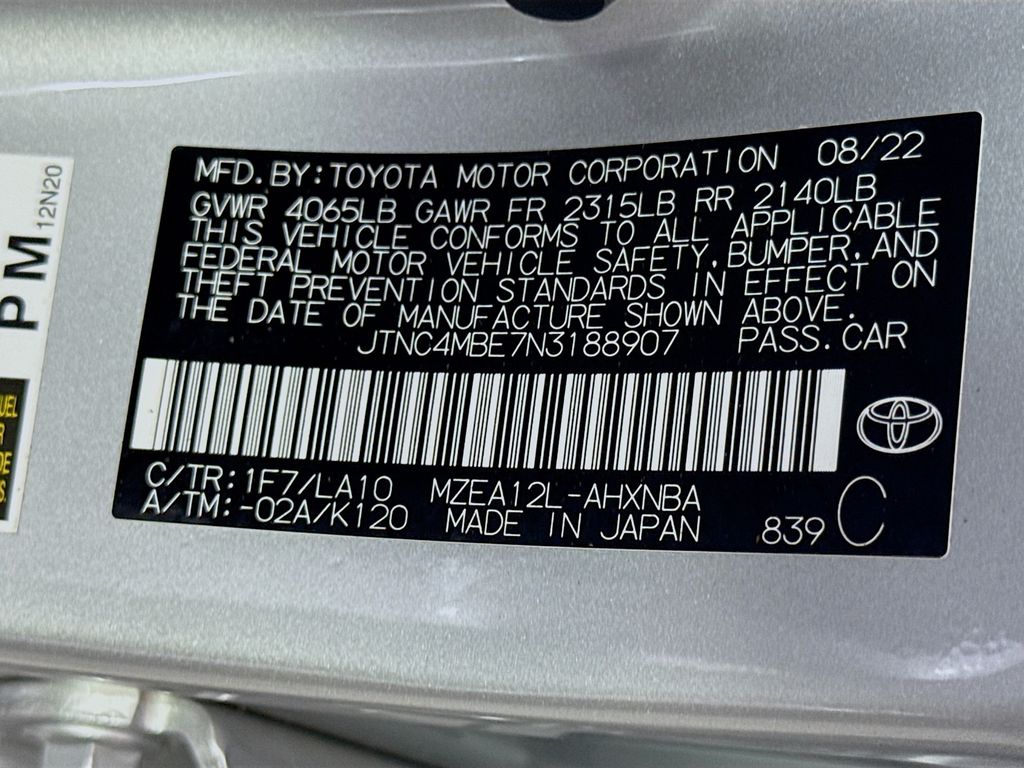 MFD.BY:TOYOTA MOTOR CORPORATION 08/22
GVWR 4065LB GAWR FR 2315LB RR 2140LB
THIS VEHICLE CONFORMS TO ALL APPLICABLE
FEDERAL MOTOR VEHICLE SAFETY,BUMPER,AND
THEFT PREVENTION STANDARDS IN EFFECT ON
THE DATE OF MANUFACTURE SHOWN ABOVE.
JTNC4MBE7N3188907 PASS.CAR
C/TR:1F7/LA10 MZEA12L-AHXNBA
A/TM:-02A/K120 MADE IN JAPAN 839 C
PM
12N20